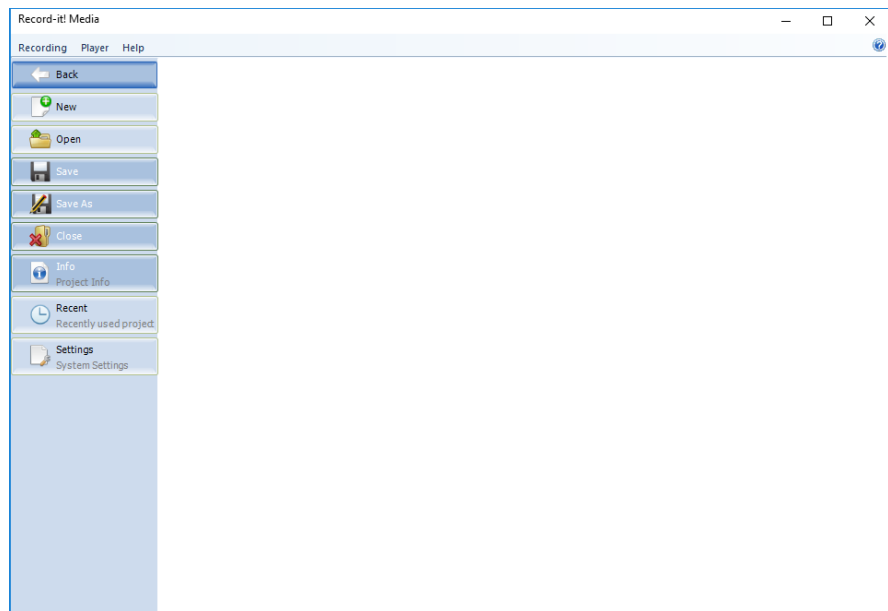 Record-it! Media
Recording Player Help
Back
New
Open
Save
Save As
Close
Info
Project Info
Recent
Recently used project
Settings
System Settings